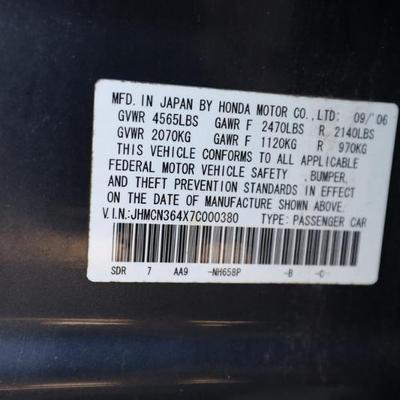 MFD. IN JAPAN BY HONDA MOTOR CO., LTD: 09/'06
GVWR 4565LBS GAWR F 2470LBS R 2140LBS
GVWR 2070KG GAWR F 1120KG R 970KG
THIS VEHICLE CONFORMS TO ALL APPLICABLE
FEDERAL MOTOR VEHICLE SAFETY ,BUMPER,
AND THEFT PREVENTION STANDARDS IN EFFECT
ON THE DATE OF MANUFACTURE SHOWN ABOVE.
V.IN:JHMCN364X7C000380 TYPE: PASSENGER CAR
SDR 7 AA9 -NH658P -B -C-